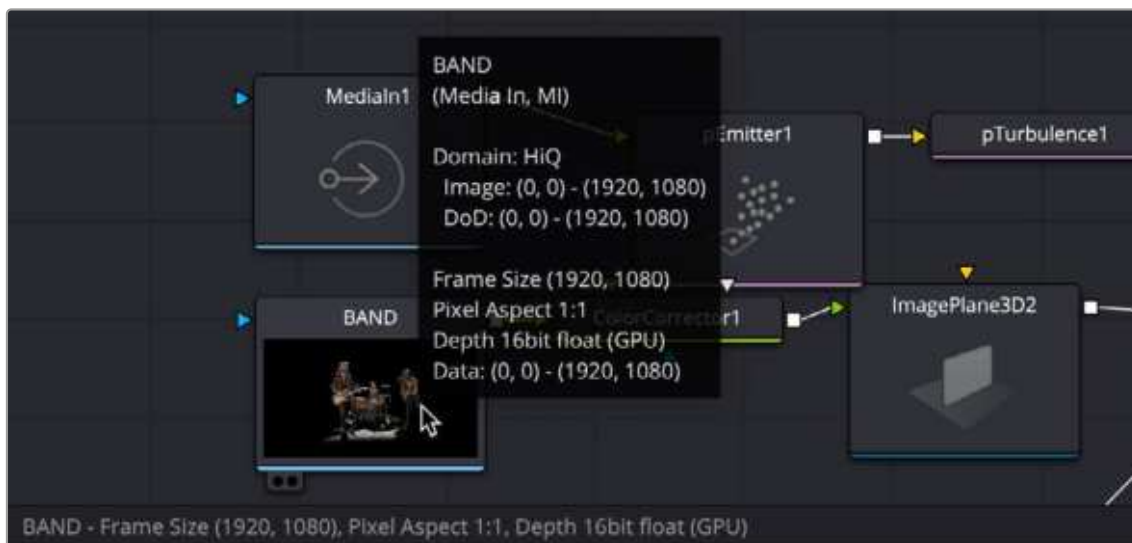 MediaIn1
BAND
(Media In, MI)
Domain: HiQ
Image: (0, 0) - (1920, 1080)
DoD: (0, 0) - (1920, 1080)
Frame Size (1920, 1080)
Pixel Aspect 1:1
Depth 16bit float (GPU)
Data: (0, 0) - (1920, 1080)
pEmitter1
pTurbulence1
BAND
ColorCorrector1
ImagePlane3D2
BAND - Frame Size (1920, 1080), Pixel Aspect 1:1, Depth 16bit float (GPU)